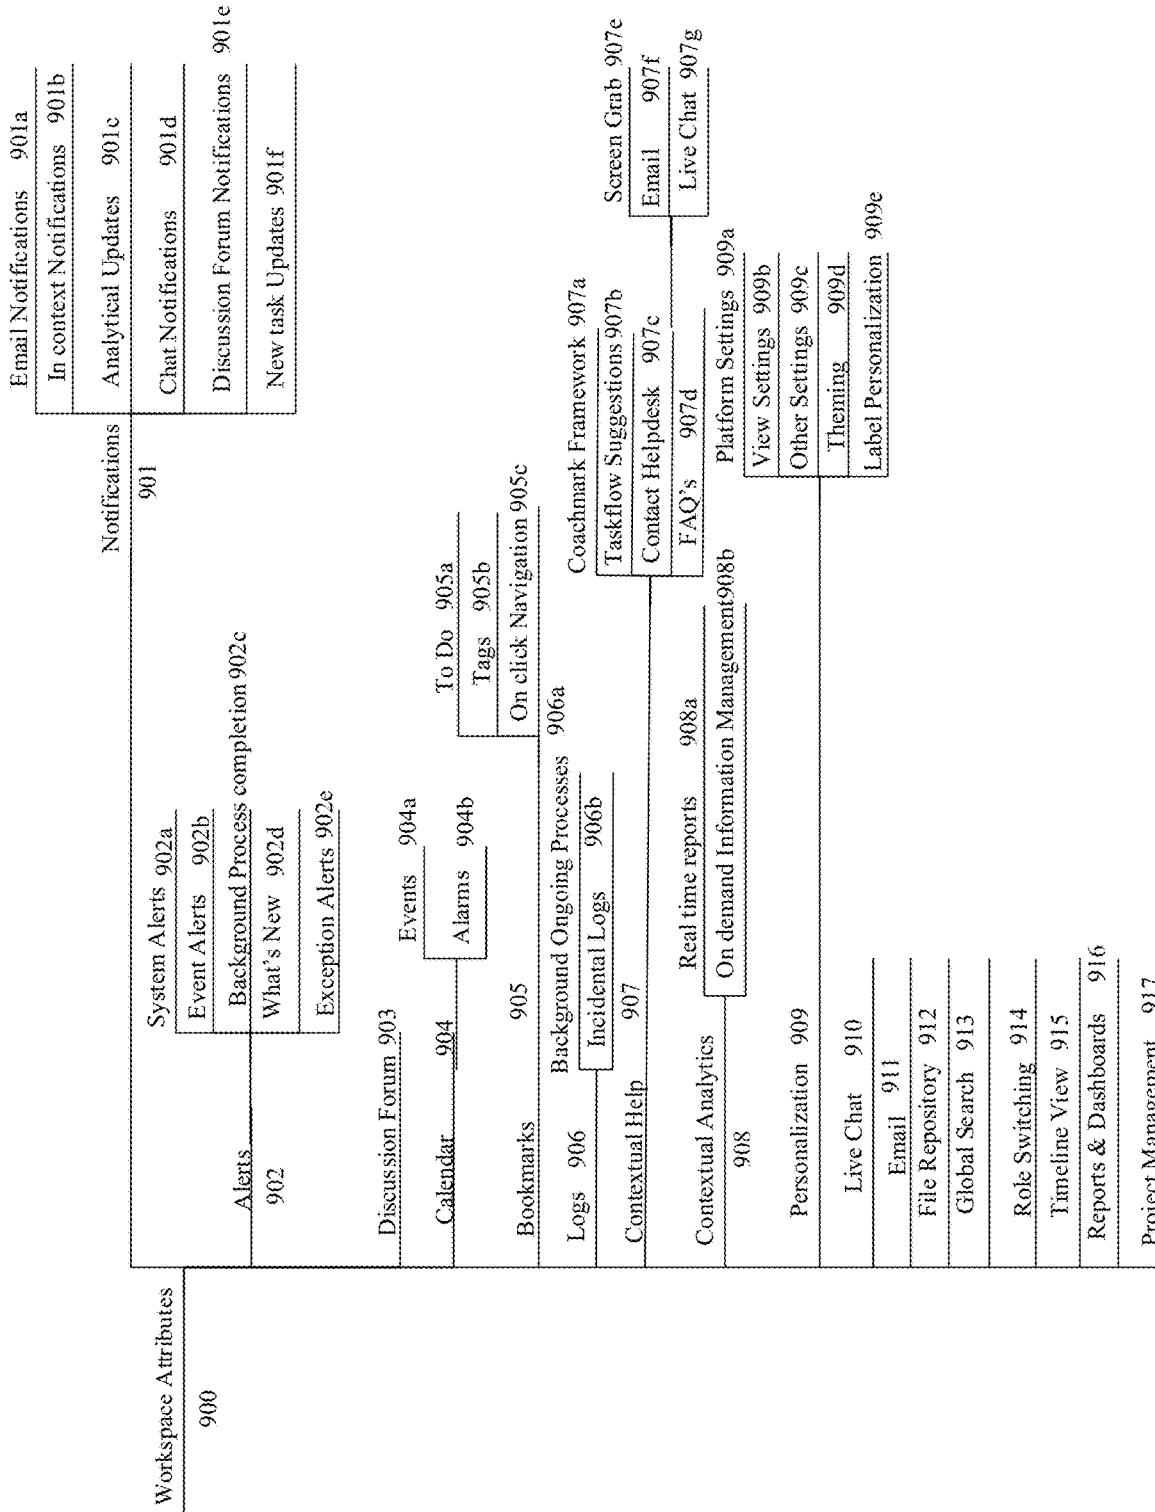 Workspace Attributes
900
Notifications
901
Email Notifications 901a
In context Notifications 901b
Analytical Updates 901c
Chat Notifications 901d
Discussion Forum Notifications 901e
New task Updates 901f
Alerts
902
System Alerts 902a
Event Alerts 902b
Background Process completion 902c
What's New 902d
Exception Alerts 902e
Discussion Forum 903
Calendar 904
Events 904a
Alarms 904b
Bookmarks 905
To Do 905a
Tags 905b
On click Navigation 905c
Logs 906
Background Ongoing Processes 906a
Incidental Logs 906b
Contextual Help 907
Coachmark Framework 907a
Taskflow Suggestions 907b
Contact Helpdesk 907c
FAQ's 907d
Screen Grab 907e
Email 907f
Live Chat 907g
Contextual Analytics
908
Real time reports 908a
On demand Information Management 908b
Personalization 909
Platform Settings 909a
View Settings 909b
Other Settings 909c
Theming 909d
Label Personalization 909e
Live Chat 910
Email 911
File Repository 912
Global Search 913
Role Switching 914
Timeline View 915
Reports & Dashboards 916
Project Management 917